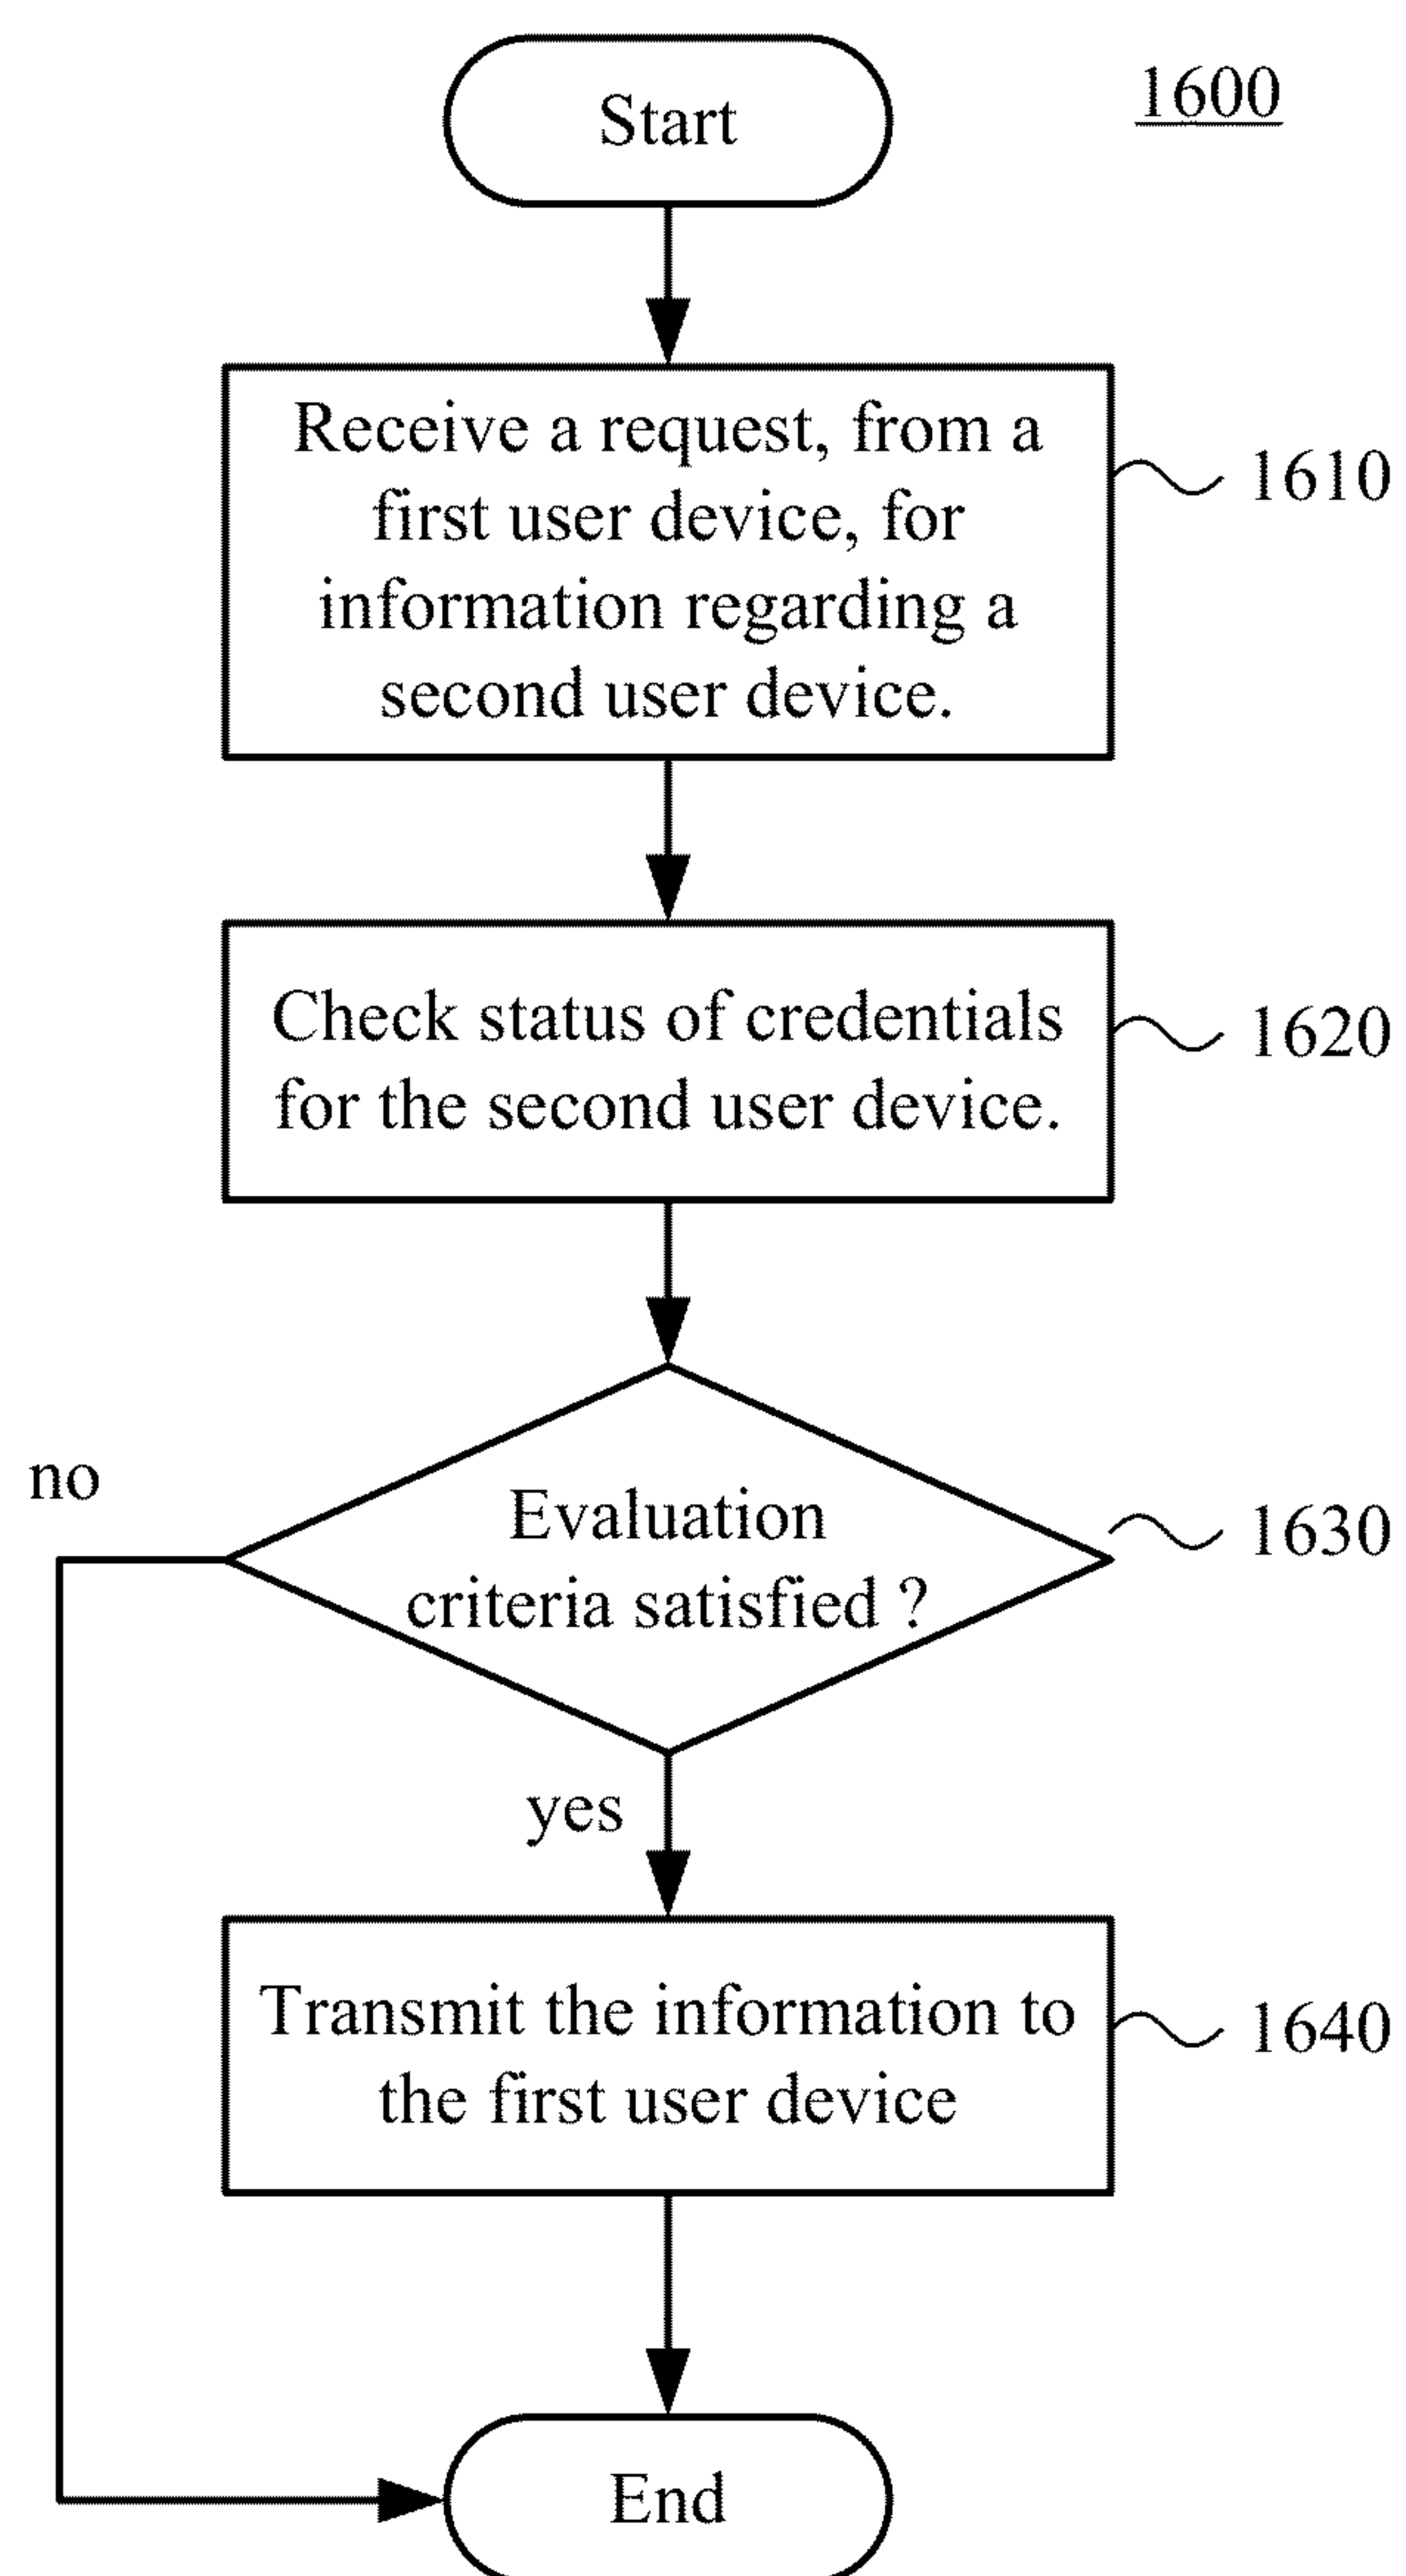 Start
1600
Receive a request, from a
first user device, for
information regarding a
second user device.
1610
Check status of credentials
for the second user device.
1620
no
Evaluation
criteria satisfied ?
1630
yes
Transmit the information to
the first user device
1640
End